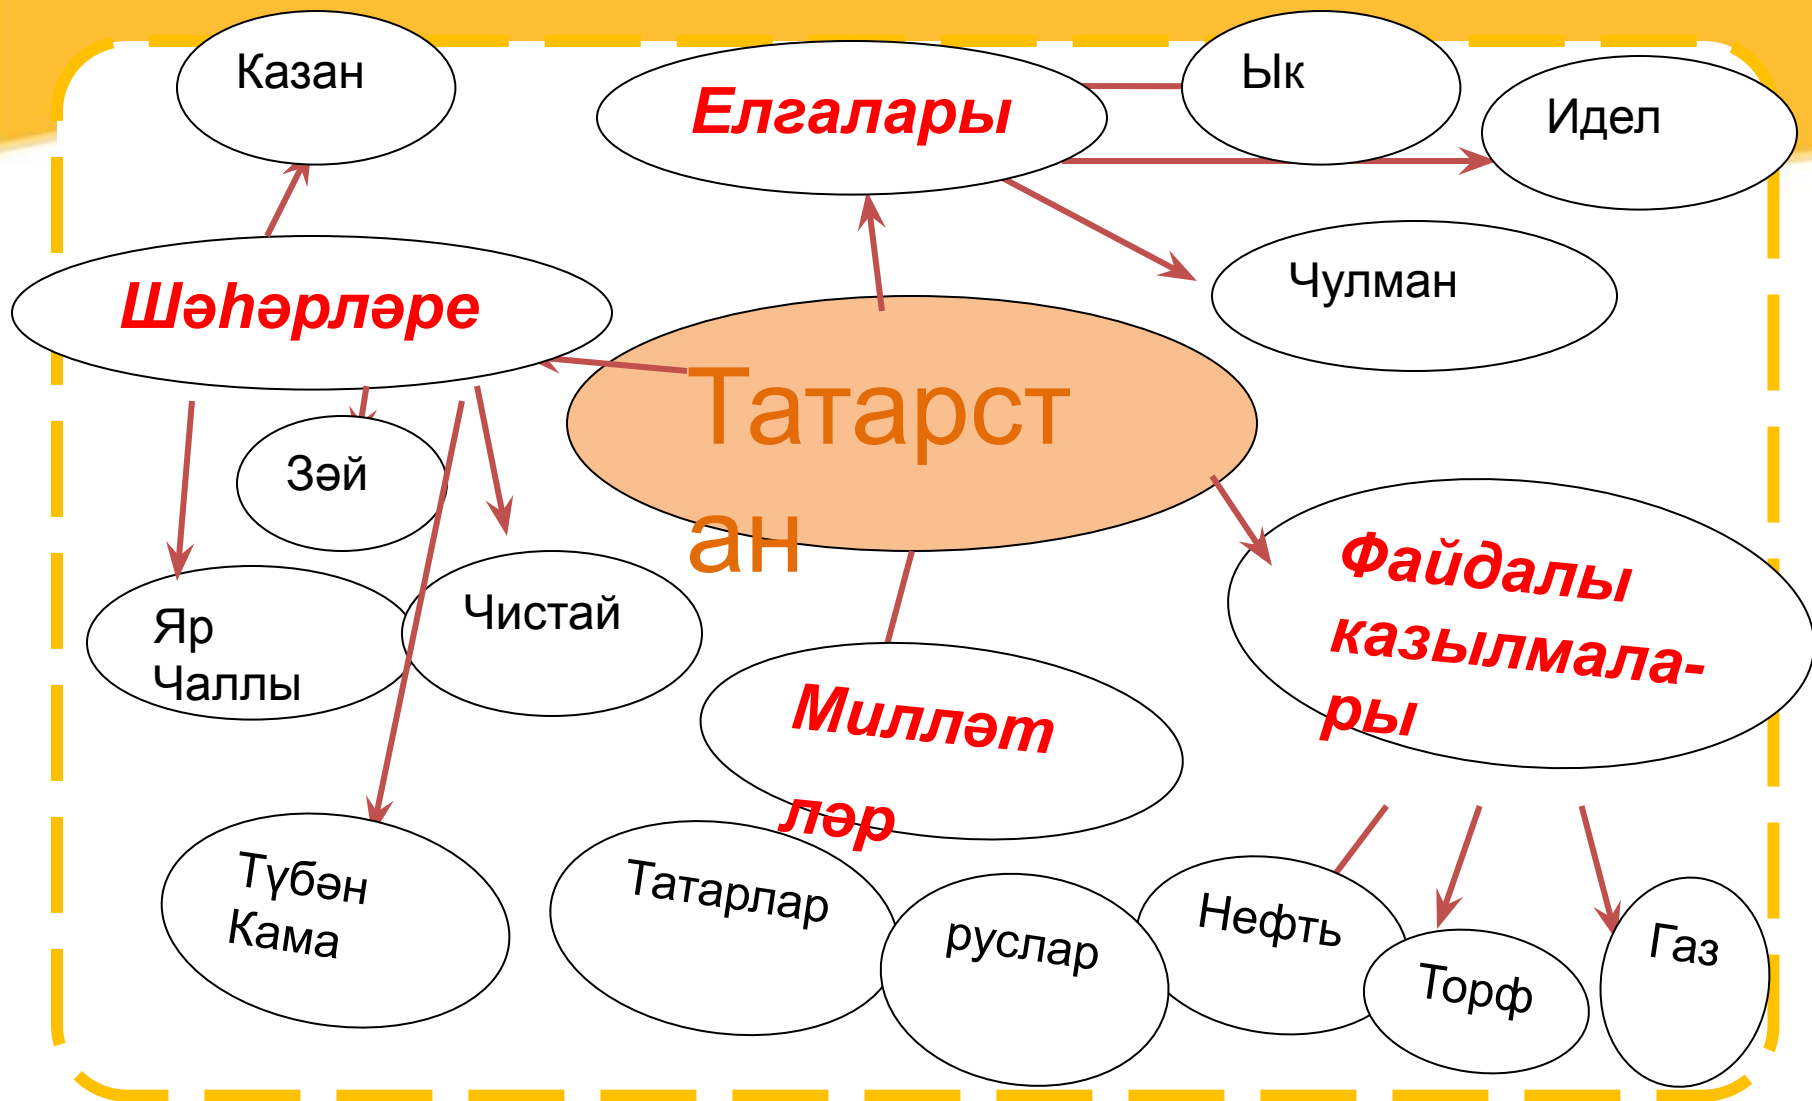 Казан
Елгалары
Ык
Идел
Шәһәрләре
Чулман
Татарст
ан
Зәй
Яр
Чаллы
Чистай
Файдалы
казылмала-
ры
Милләт
ләр
Түбән
Кама
Татарлар
руслар
Нефть
Торф
Газ